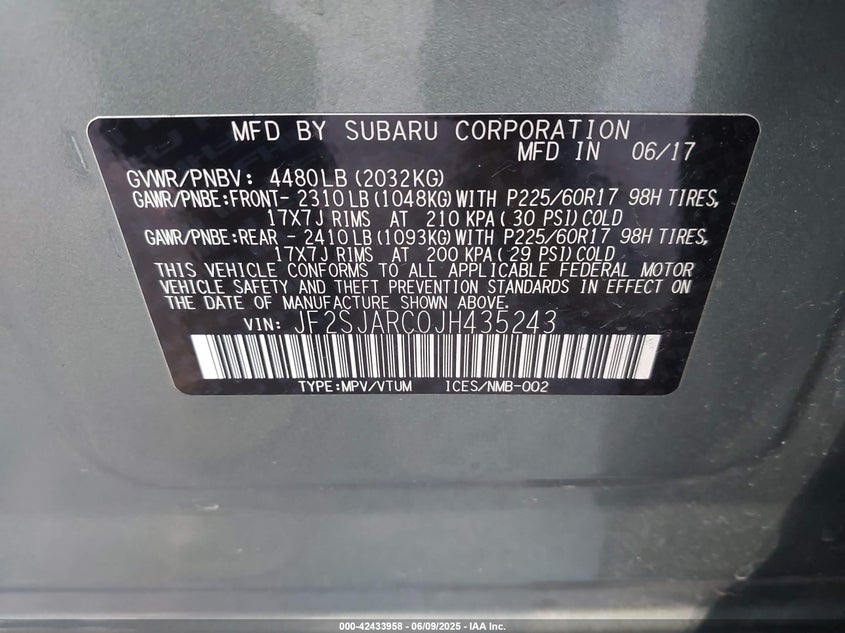 MFD BY SUBARU CORPORATION
MFD IN 06/17
GVWR/PNBV: 4480LB (2032KG)
GAWR/PNBE:FRONT- 2310LB (1048KG) WITH P225/60R17 98H TIRES,
17X7J RIMS AT 210 KPA ( 30 PSI) COLD
GAWR/PNBE:REAR - 2410LB (1093KG) WITH P225/60R17 98H TIRES,
17X7J RIMS AT 200 KPA ( 29 PSI) COLD
THIS VEHICLE CONFORMS TO ALL APPLICABLE FEDERAL MOTOR
VEHICLE SAFETY AND THEFT PREVENTION STANDARDS IN EFFECT ON
THE DATE OF MANUFACTURE SHOWN ABOVE.
VIN: JF2SJARC0JH435243
TYPE:MPV/VTUM ICES/NMB-002
000-42433958 - 06/09/2025 - IAA Inc.